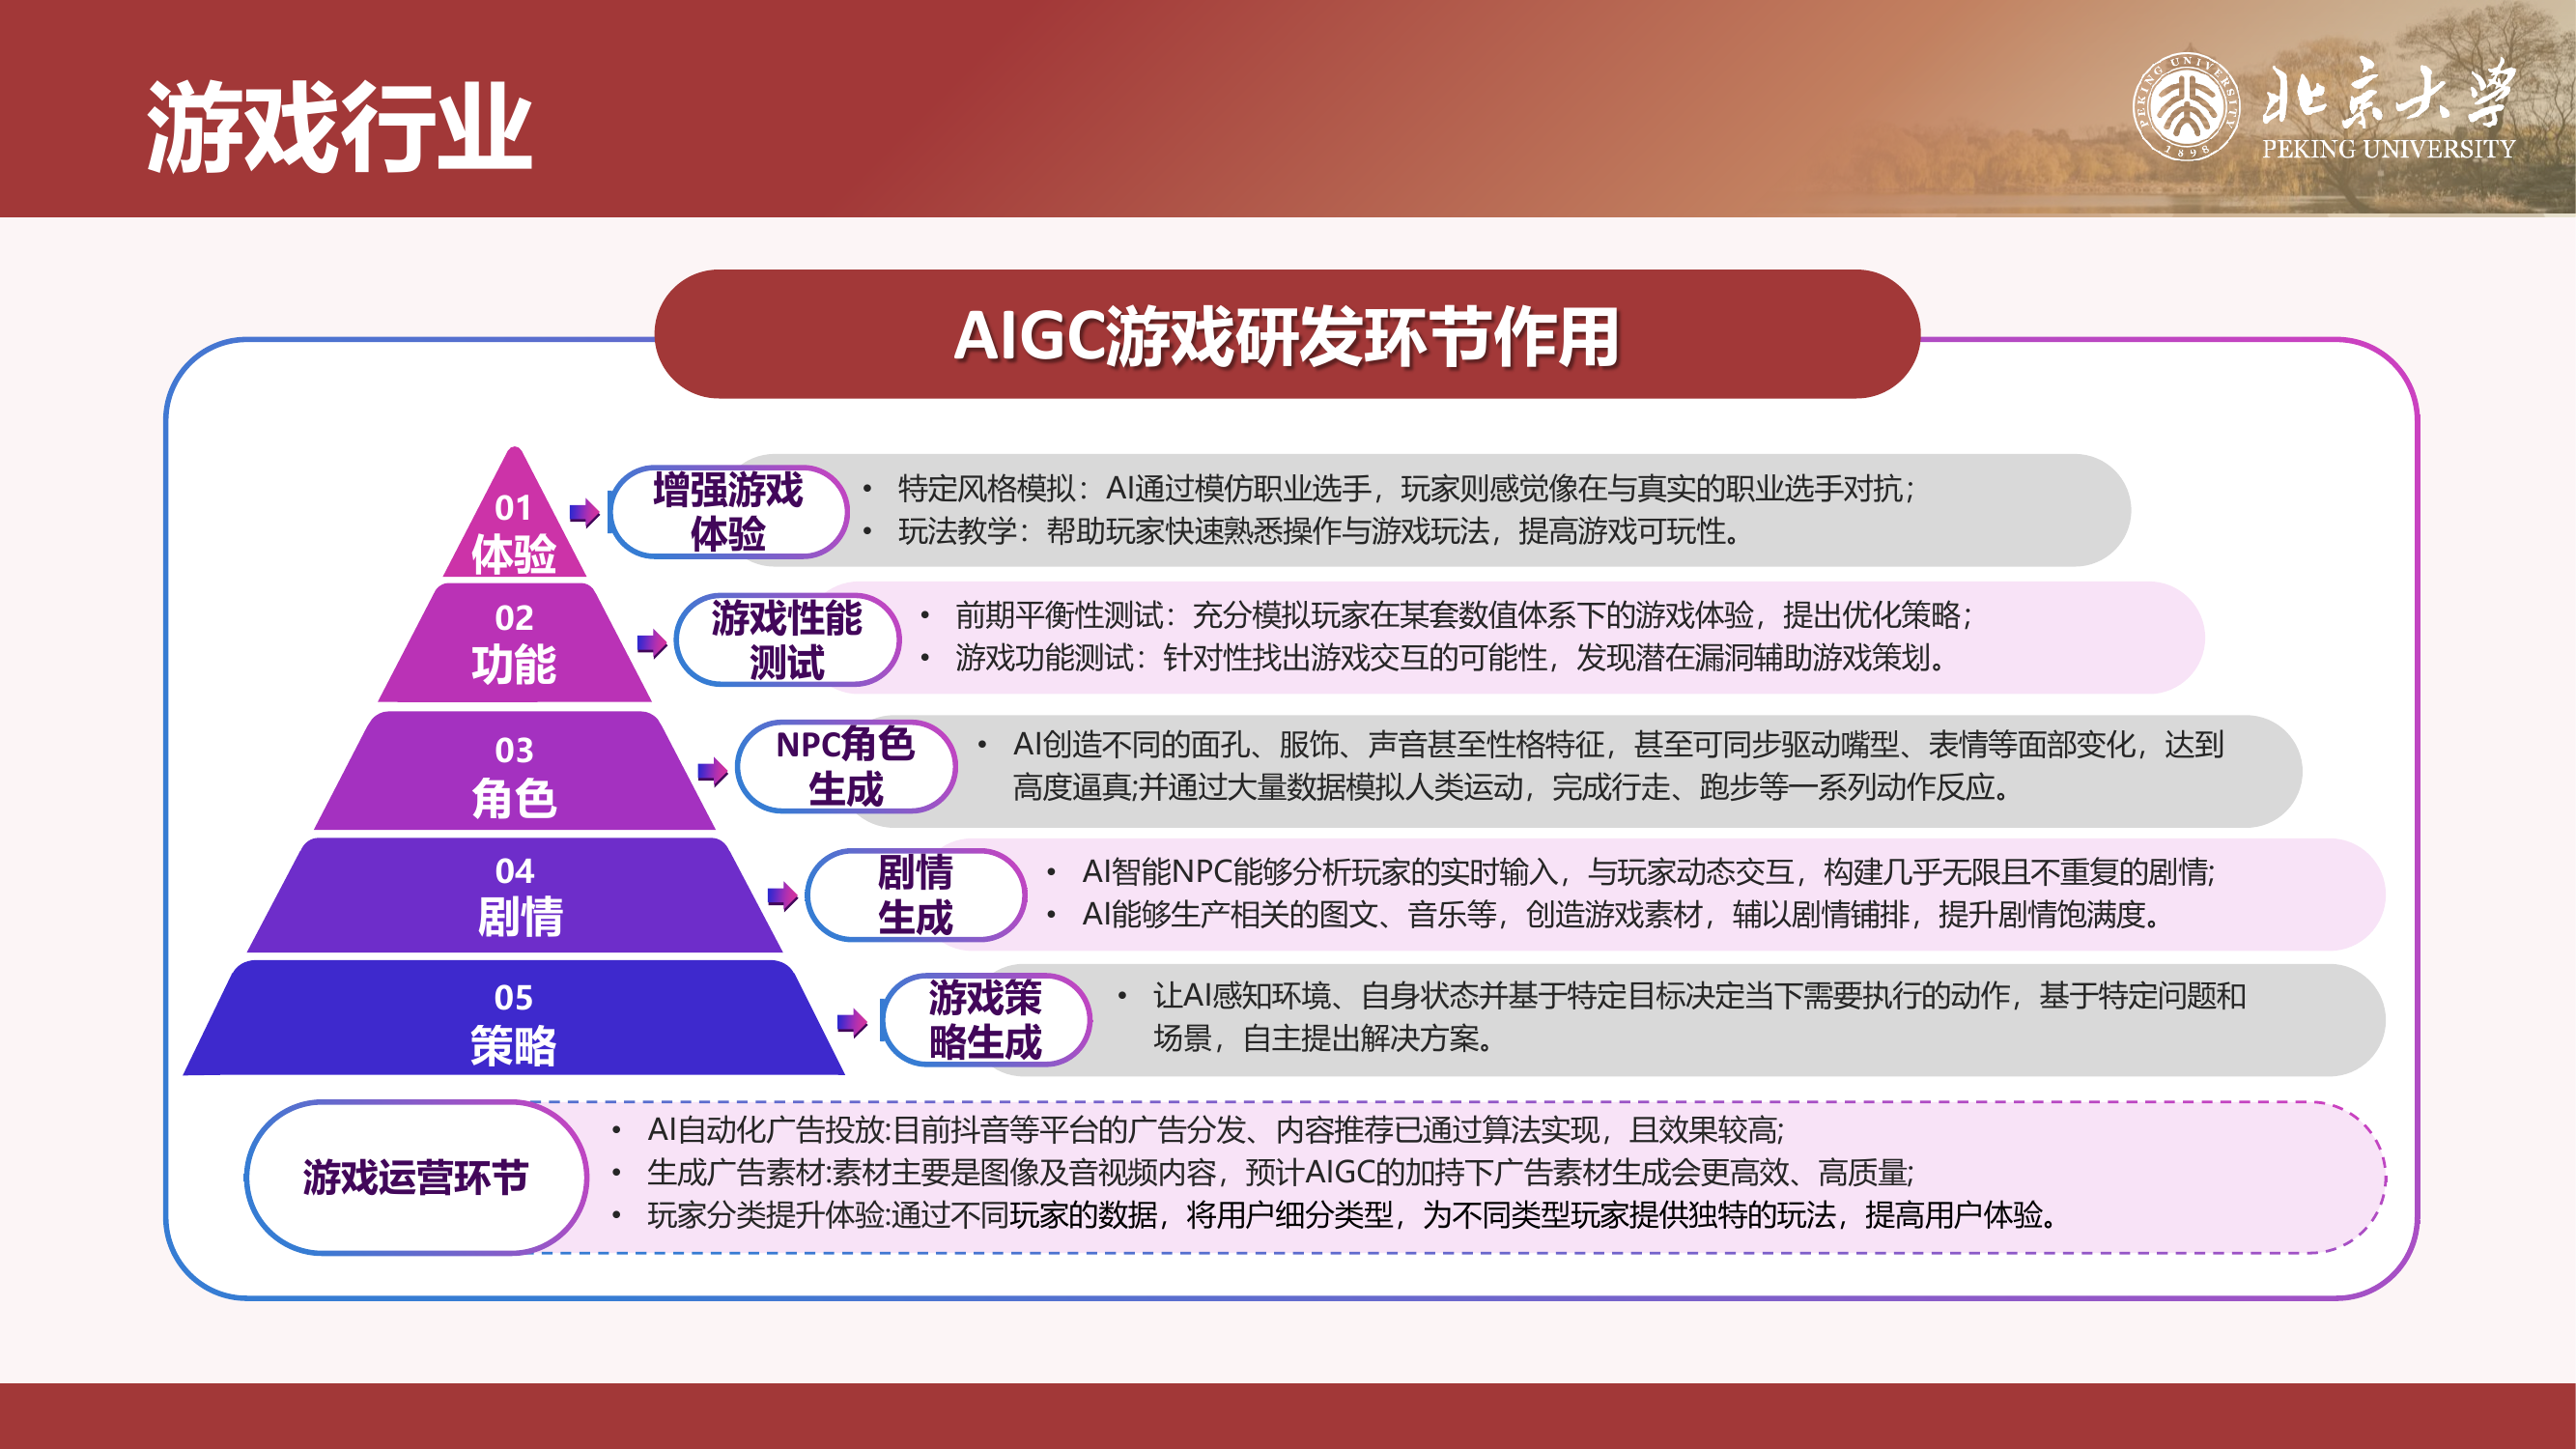 游戏行业
PEKING UNIVERSITY
1898
北京大学
PEKING UNIVERSITY
AIGC游戏研发环节作用
01
体验
增强游戏
体验
• 特定风格模拟：AI通过模仿职业选手，玩家则感觉像在与真实的职业选手对抗；
• 玩法教学：帮助玩家快速熟悉操作与游戏玩法，提高游戏可玩性。
02
功能
游戏性能
测试
• 前期平衡性测试：充分模拟玩家在某套数值体系下的游戏体验，提出优化策略；
• 游戏功能测试：针对性找出游戏交互的可能性，发现潜在漏洞辅助游戏策划。
03
角色
NPC角色
生成
• AI创造不同的面孔、服饰、声音甚至性格特征，甚至可同步驱动嘴型、表情等面部变化，达到
高度逼真;并通过大量数据模拟人类运动，完成行走、跑步等一系列动作反应。
04
剧情
剧情
生成
• AI智能NPC能够分析玩家的实时输入，与玩家动态交互，构建几乎无限且不重复的剧情;
• AI能够生产相关的图文、音乐等，创造游戏素材，辅以剧情铺排，提升剧情饱满度。
05
策略
游戏策
略生成
• 让AI感知环境、自身状态并基于特定目标决定当下需要执行的动作，基于特定问题和
场景，自主提出解决方案。
游戏运营环节
• AI自动化广告投放:目前抖音等平台的广告分发、内容推荐已通过算法实现，且效果较高;
• 生成广告素材:素材主要是图像及音视频内容，预计AIGC的加持下广告素材生成会更高效、高质量;
• 玩家分类提升体验:通过不同玩家的数据，将用户细分类型，为不同类型玩家提供独特的玩法，提高用户体验。